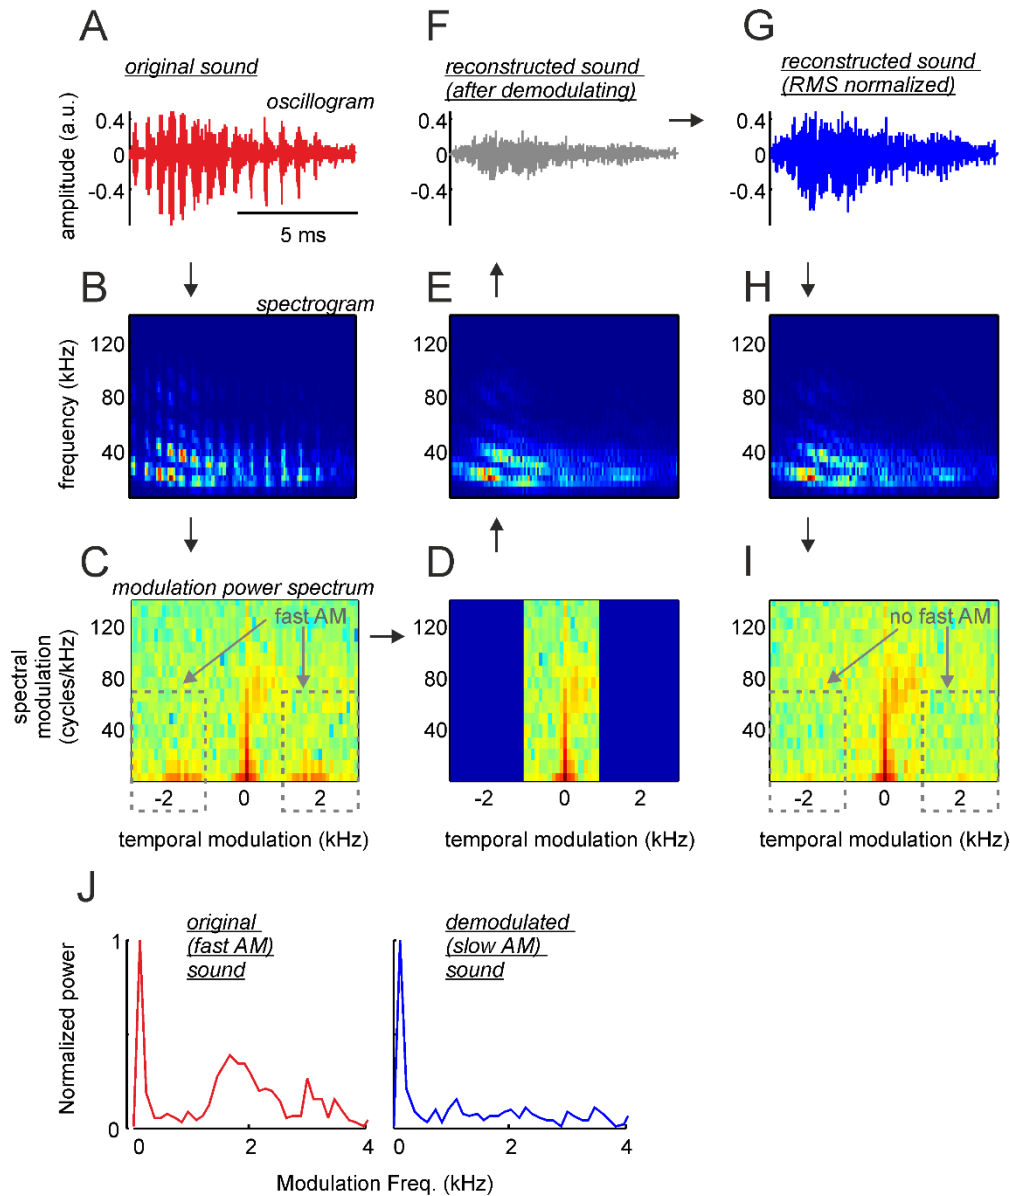 A
F
G
original sound
reconstructed sound
(after demodulating)
reconstructed sound
(RMS normalized)
oscillogram
amplitude (a.u.)
0.4
0
-0.4
0.4
0
-0.4
0.4
0
-0.4
5 ms
B
E
H
spectrogram
frequency (kHz)
120
80
40
120
80
40
120
80
40
C
D
I
modulation power spectrum
fast AM
no fast AM
spectral
modulation
(cycles/kHz)
120
80
40
120
80
40
120
80
40
-2 0 2
-2 0 2
-2 0 2
temporal modulation (kHz)
temporal modulation (kHz)
temporal modulation (kHz)
J
original
(fast AM)
sound
demodulated
(slow AM)
sound
Normalized power
1
0
0 2 4
0 2 4
Modulation Freq. (kHz)